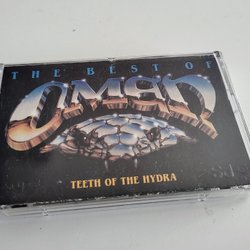 THE BEST OF
OMEN
TEETH OF THE HYDRA